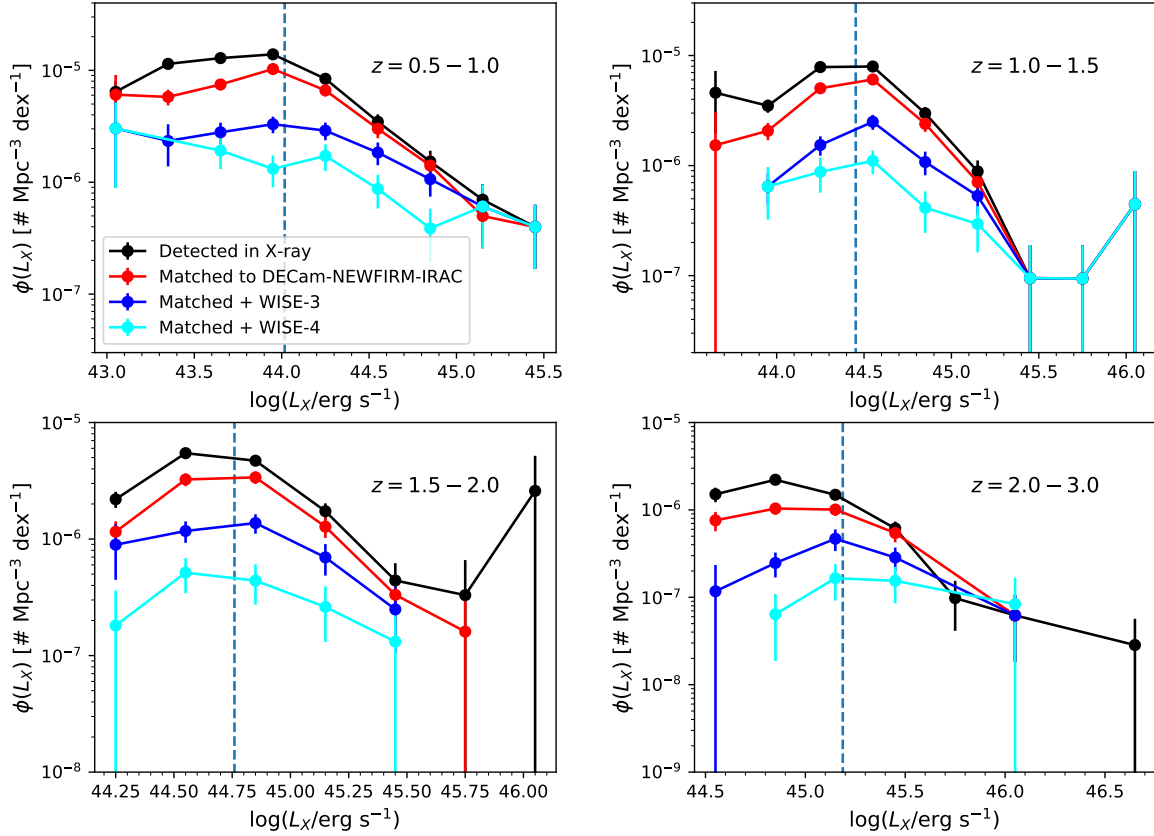 z = 0.5 − 1.0
ϕ(L_X) [# Mpc⁻³ dex⁻¹]
10⁻⁵
10⁻⁶
10⁻⁷
Detected in X-ray
Matched to DECam-NEWFIRM-IRAC
Matched + WISE-3
Matched + WISE-4
43.0 43.5 44.0 44.5 45.0 45.5
log(L_X/erg s⁻¹)
z = 1.0 − 1.5
ϕ(L_X) [# Mpc⁻³ dex⁻¹]
10⁻⁵
10⁻⁶
10⁻⁷
44.0 44.5 45.0 45.5 46.0
log(L_X/erg s⁻¹)
z = 1.5 − 2.0
ϕ(L_X) [# Mpc⁻³ dex⁻¹]
10⁻⁵
10⁻⁶
10⁻⁷
10⁻⁸
44.25 44.50 44.75 45.00 45.25 45.50 45.75 46.00
log(L_X/erg s⁻¹)
z = 2.0 − 3.0
ϕ(L_X) [# Mpc⁻³ dex⁻¹]
10⁻⁵
10⁻⁶
10⁻⁷
10⁻⁸
10⁻⁹
44.5 45.0 45.5 46.0 46.5
log(L_X/erg s⁻¹)